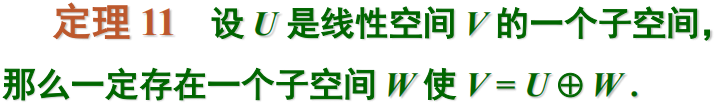 定理 11 设 U 是线性空间 V 的一个子空间，
那么一定存在一个子空间 W 使 V = U ⊕ W .